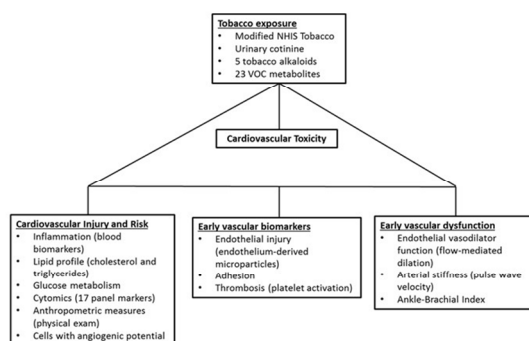 Tobacco exposure
• Modified NHIS Tobacco
• Urinary cotinine
• 5 tobacco alkaloids
• 23 VOC metabolites
Cardiovascular Toxicity
Cardiovascular Injury and Risk
• Inflammation (blood
biomarkers)
• Lipid profile (cholesterol and
triglycerides)
• Glucose metabolism
• Cytomics (17 panel markers)
• Anthropometric measures
(physical exam)
• Cells with angiogenic potential
Early vascular biomarkers
• Endothelial injury
(endothelium-derived
microparticles)
• Adhesion
• Thrombosis (platelet activation)
Early vascular dysfunction
• Endothelial vasodilator
function (flow-mediated
dilation)
• Arterial stiffness (pulse wave
velocity)
• Ankle-Brachial Index